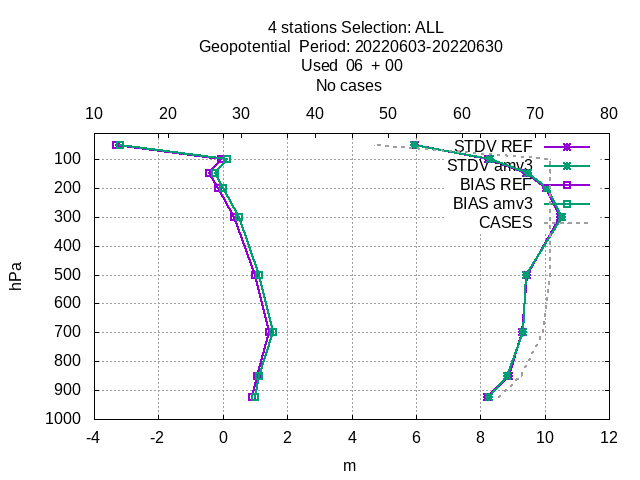 4 stations Selection: ALL
Geopotential  Period: 20220603-20220630
Used  06  + 00
No cases
10 20 30 40 50 60 70 80
STDV REF
STDV amv3
BIAS REF
BIAS amv3
CASES
100
200
300
400
500
600
700
800
900
1000
hPa
-4 -2 0 2 4 6 8 10 12
m